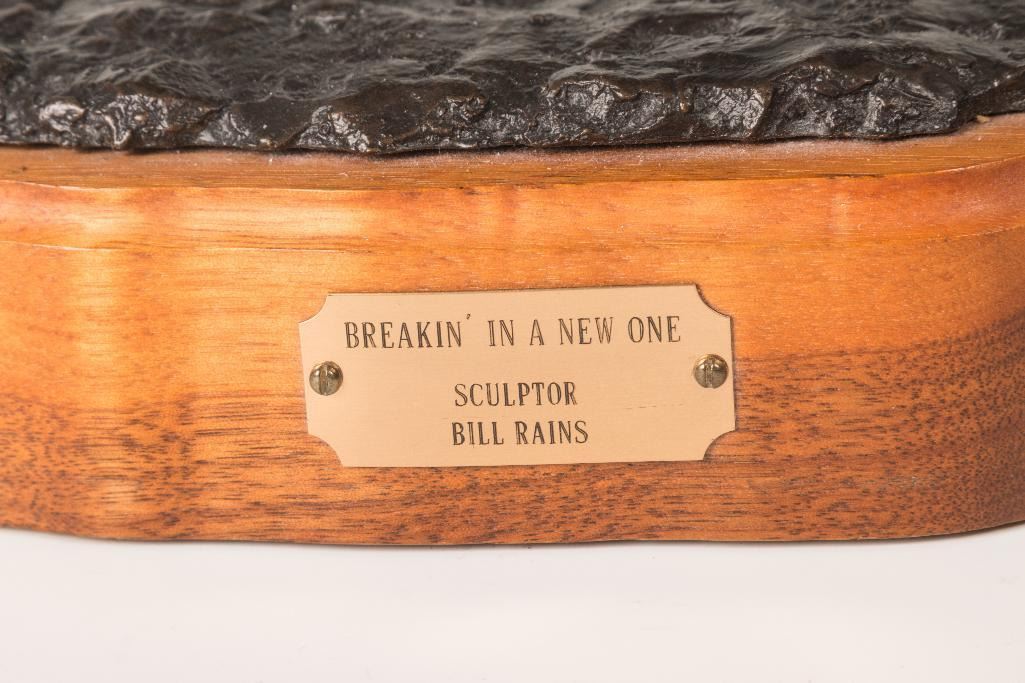 BREAKIN' IN A NEW ONE
SCULPTOR
BILL RAINS